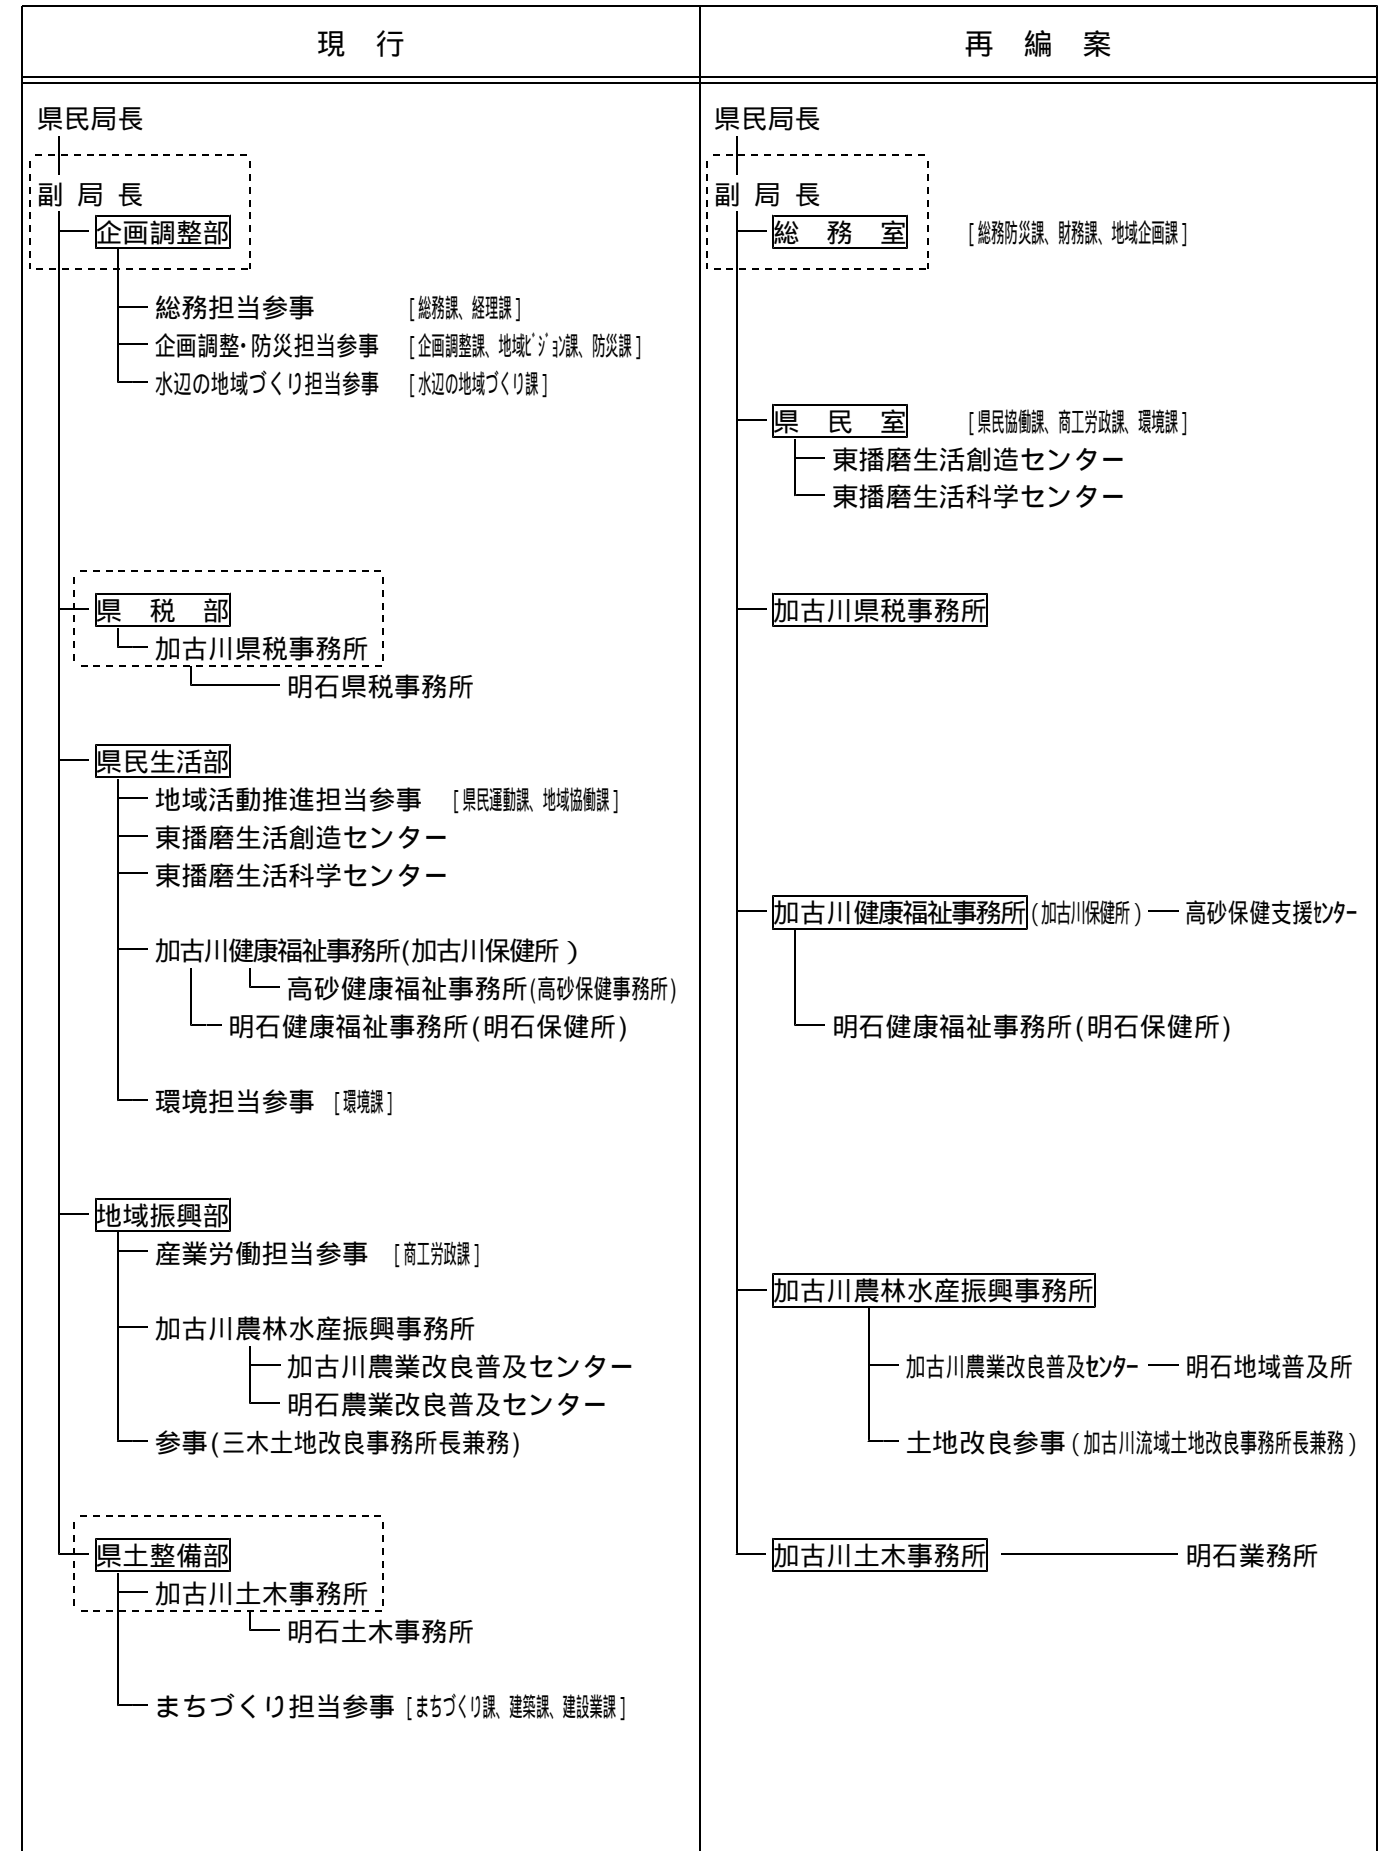 現　行
県民局長
副 局 長
企画調整部
総務担当参事 [総務課、経理課]
企画調整・防災担当参事 [企画調整課、地域ﾋﾞｼﾞｮﾝ課、防災課]
水辺の地域づくり担当参事 [水辺の地域づくり課]
県　税　部
加古川県税事務所
明石県税事務所
県民生活部
地域活動推進担当参事 [県民運動課、地域協働課]
東播磨生活創造センター
東播磨生活科学センター
加古川健康福祉事務所(加古川保健所)
高砂健康福祉事務所(高砂保健事務所)
明石健康福祉事務所(明石保健所)
環境担当参事 [環境課]
地域振興部
産業労働担当参事 [商工労政課]
加古川農林水産振興事務所
加古川農業改良普及センター
明石農業改良普及センター
参事(三木土地改良事務所長兼務)
県土整備部
加古川土木事務所
明石土木事務所
まちづくり担当参事 [まちづくり課、建築課、建設業課]
再　編　案
県民局長
副 局 長
総　務　室 [総務防災課、財務課、地域企画課]
県　民　室 [県民協働課、商工労政課、環境課]
東播磨生活創造センター
東播磨生活科学センター
加古川県税事務所
加古川健康福祉事務所(加古川保健所) 高砂保健支援ｾﾝﾀｰ
明石健康福祉事務所(明石保健所)
加古川農林水産振興事務所
加古川農業改良普及ｾﾝﾀｰ 明石地域普及所
土地改良参事(加古川流域土地改良事務所長兼務)
加古川土木事務所 明石業務所